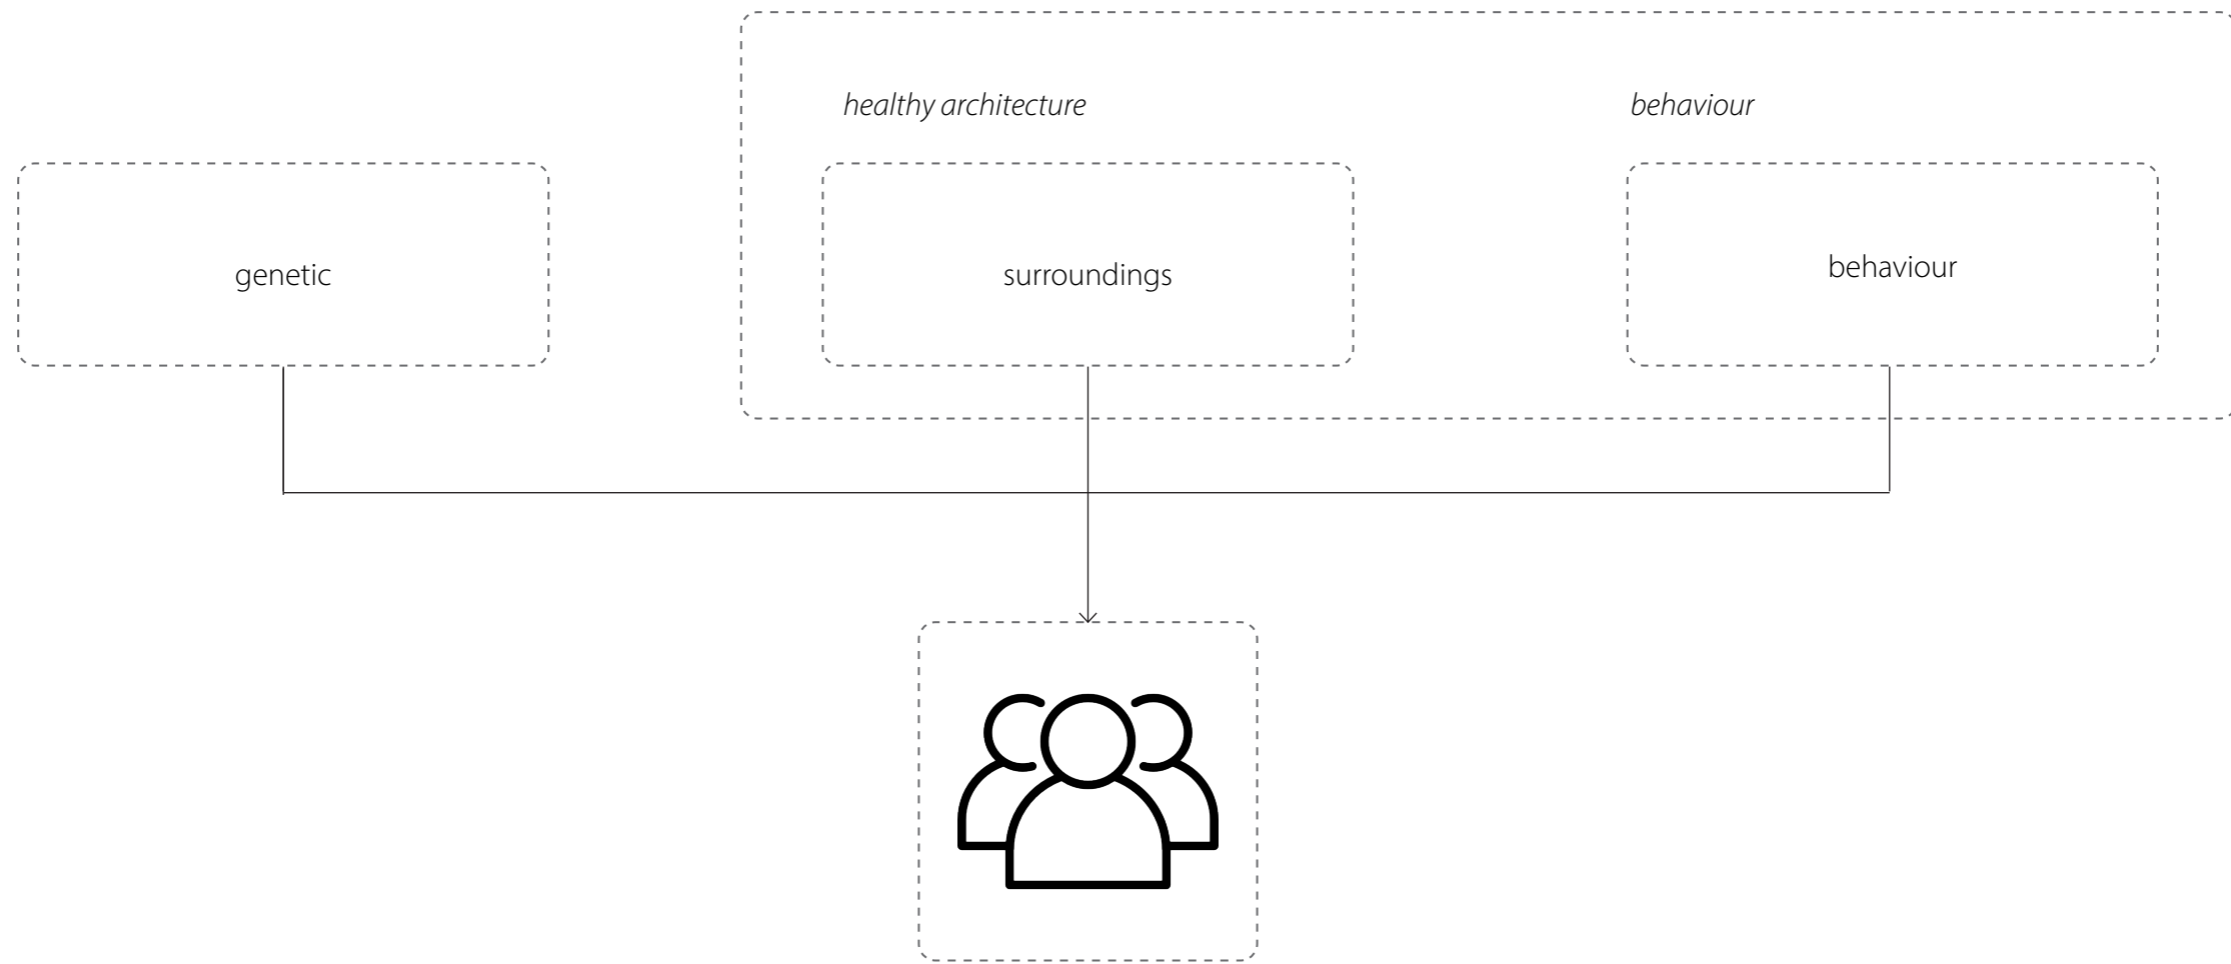 healthy architecture
behaviour
genetic
surroundings
behaviour